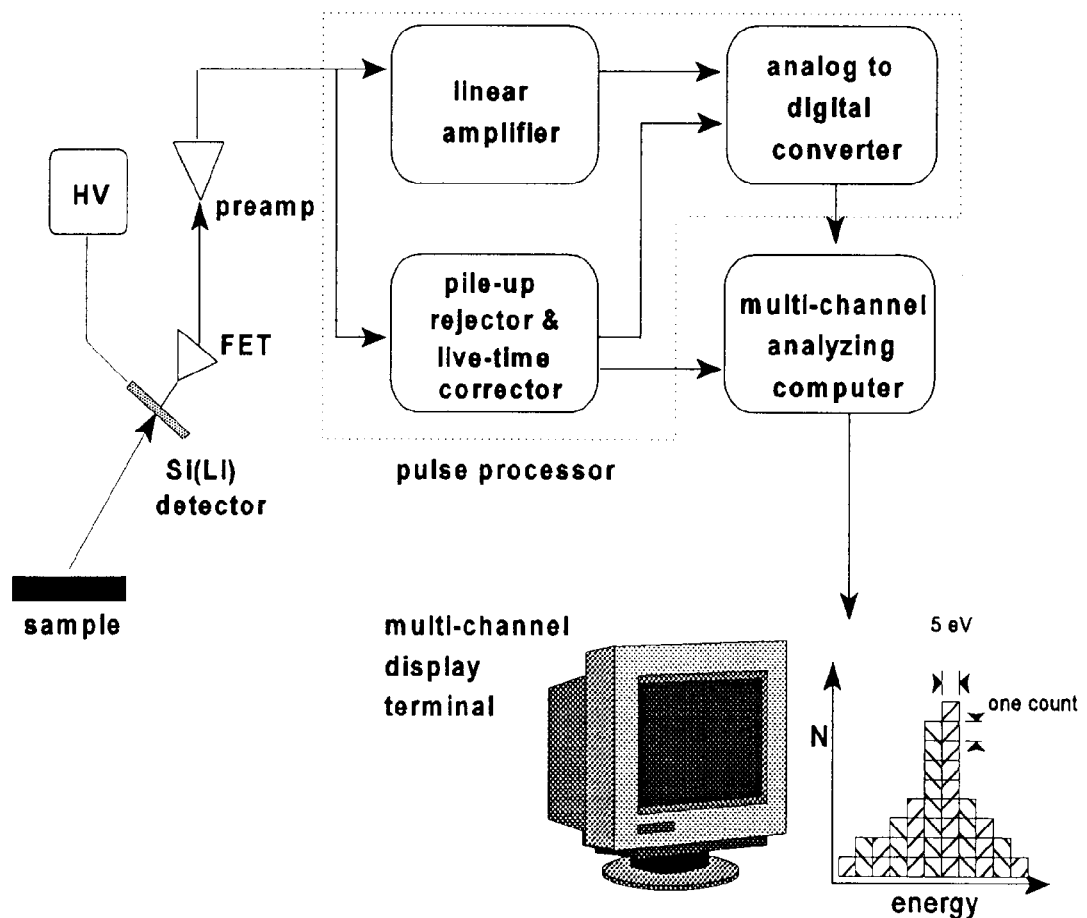 linear
amplifier
analog to
digital
converter
HV
preamp
pile-up
rejector &
live-time
corrector
multi-channel
analyzing
computer
FET
Si(Li)
detector
pulse processor
sample
multi-channel
display
terminal
5 eV
one count
N
energy